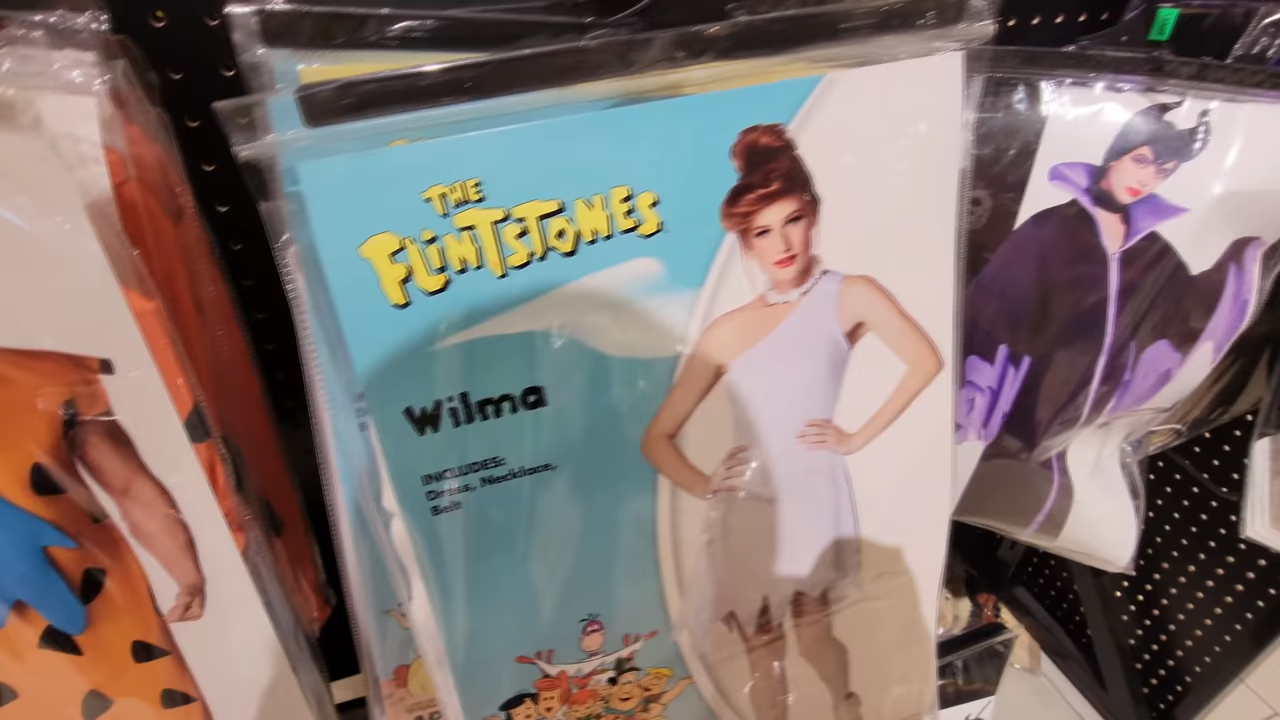 THE
FLINTSTONES
Wilma
INCLUDES:
Dress, Necklace,
Belt